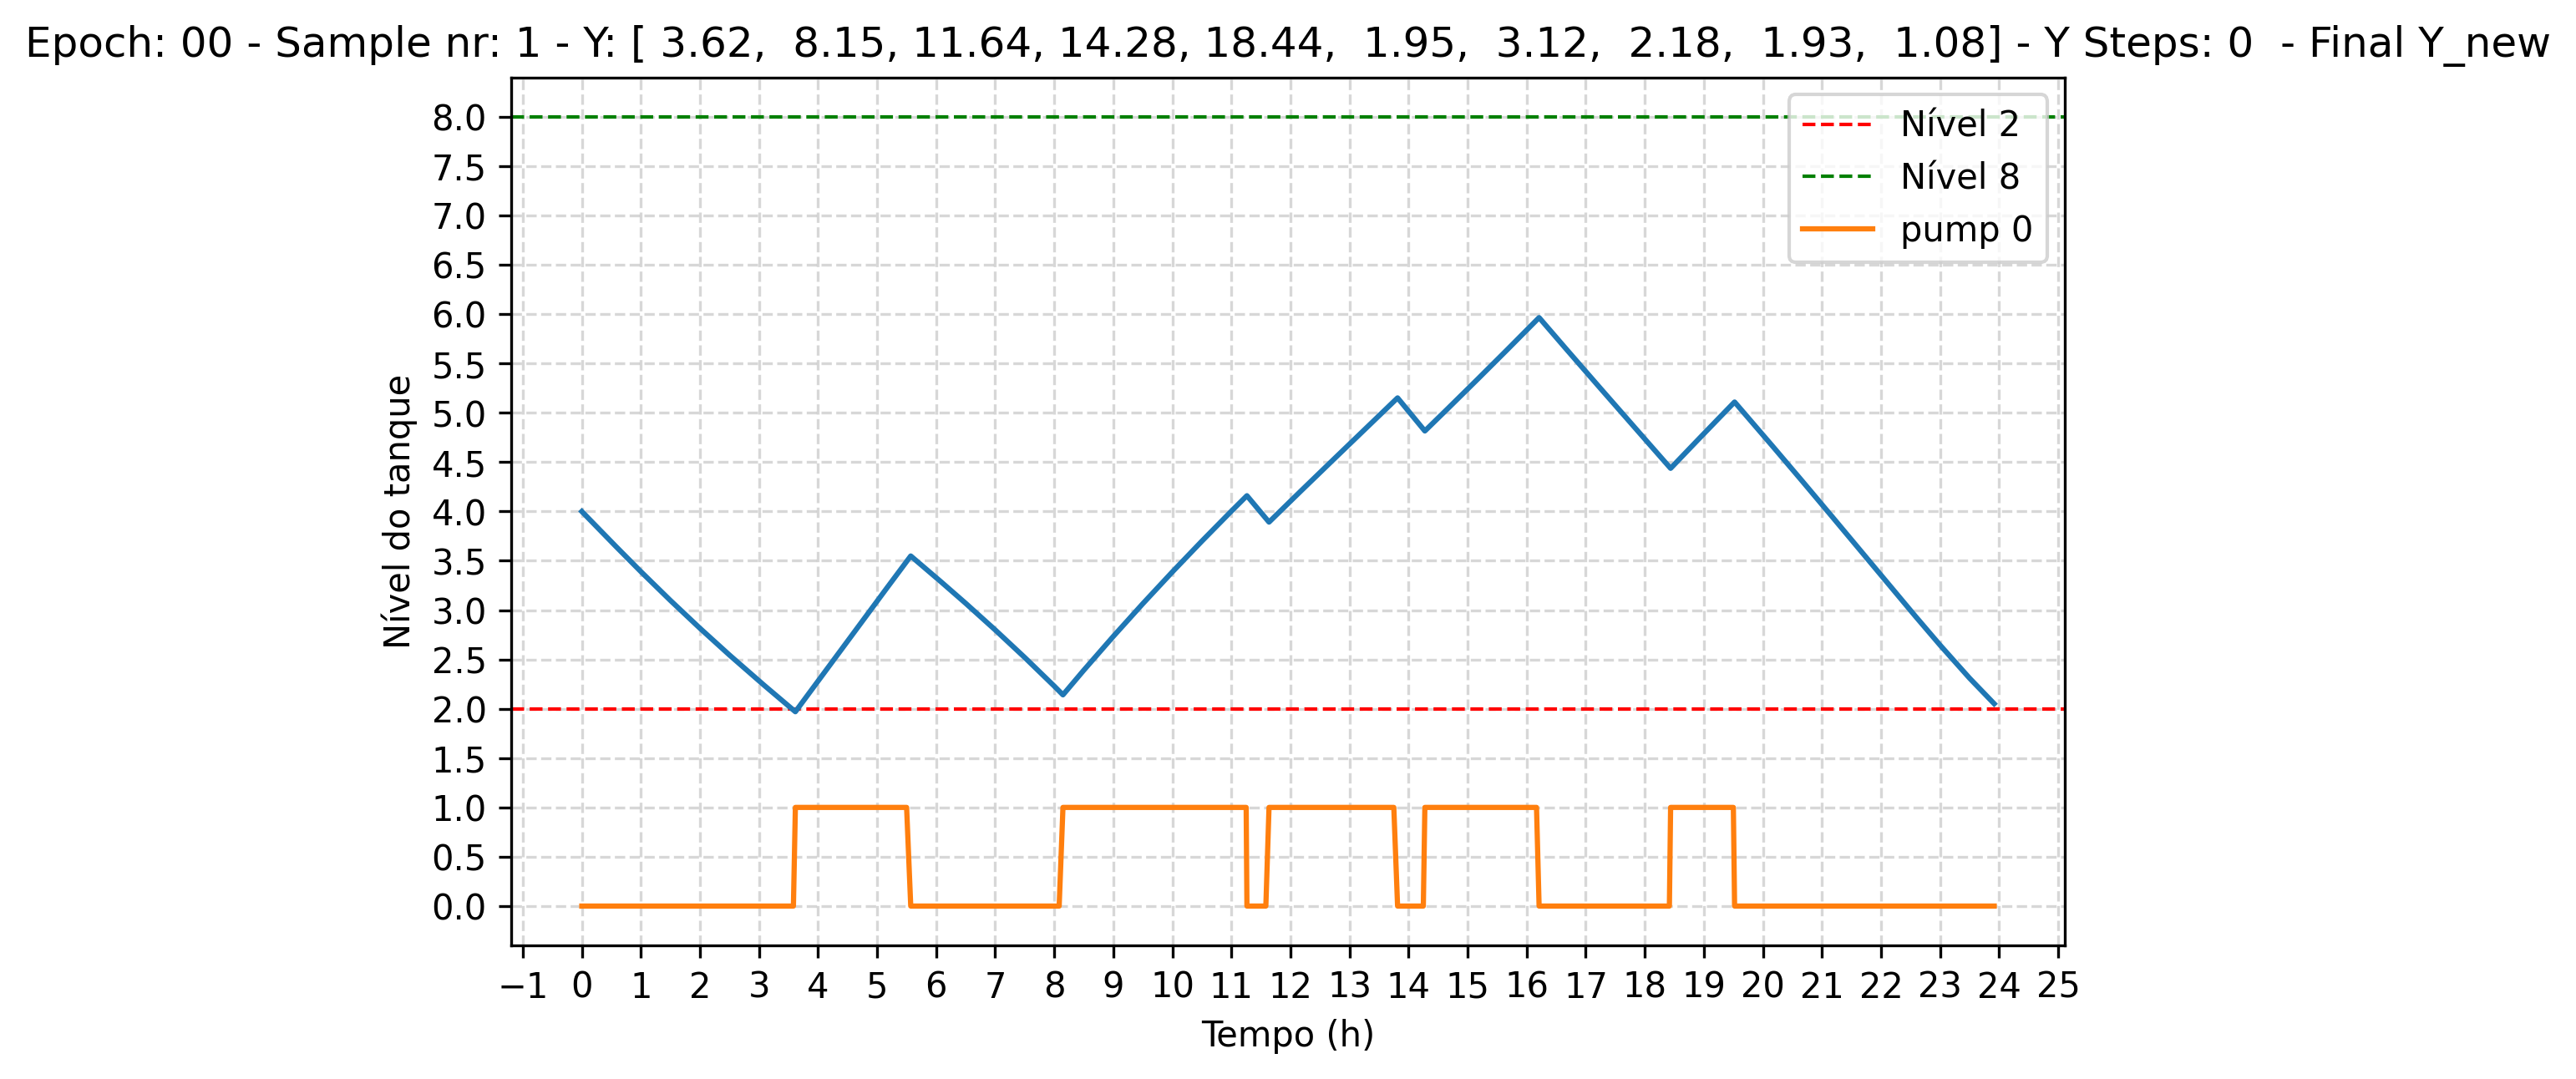 Epoch: 00 - Sample nr: 1 - Y: [ 3.62,  8.15, 11.64, 14.28, 18.44,  1.95,  3.12,  2.18,  1.93,  1.08] - Y Steps: 0  - Final Y_new
Nível 2
Nível 8
pump 0
Nível do tanque
8.0
7.5
7.0
6.5
6.0
5.5
5.0
4.5
4.0
3.5
3.0
2.5
2.0
1.5
1.0
0.5
0.0
−1 0 1 2 3 4 5 6 7 8 9 10 11 12 13 14 15 16 17 18 19 20 21 22 23 24 25
Tempo (h)